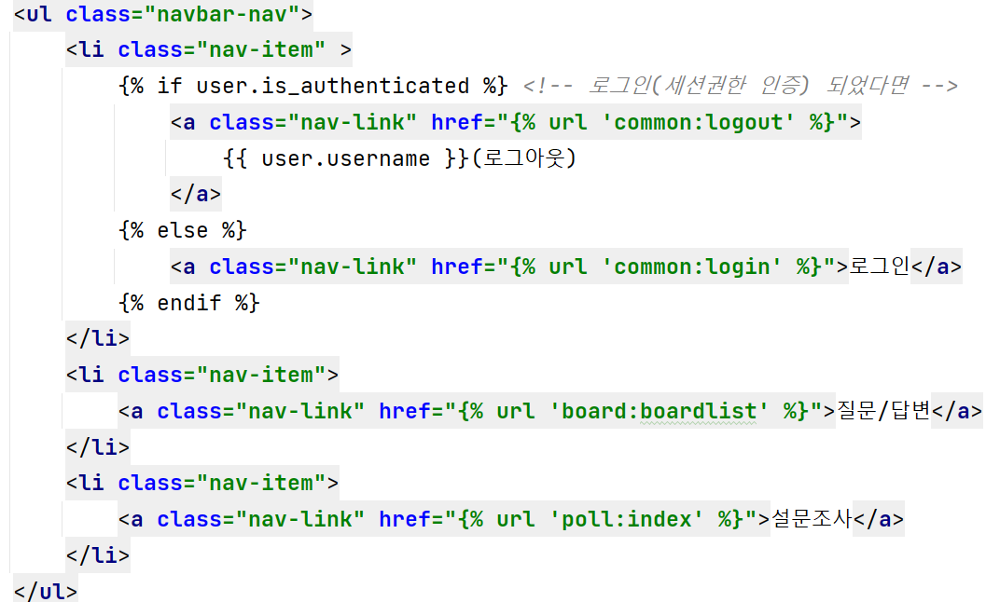 <ul class="navbar-nav">
<li class="nav-item" >
{% if user.is_authenticated %} <!-- 로그인(세션권한 인증) 되었다면 -->
<a class="nav-link" href="{% url 'common:logout' %}">
{{ user.username }}(로그아웃)
</a>
{% else %}
<a class="nav-link" href="{% url 'common:login' %}">로그인</a>
{% endif %}
</li>
<li class="nav-item">
<a class="nav-link" href="{% url 'board:boardlist' %}">질문/답변</a>
</li>
<li class="nav-item">
<a class="nav-link" href="{% url 'poll:index' %}">설문조사</a>
</li>
</ul>